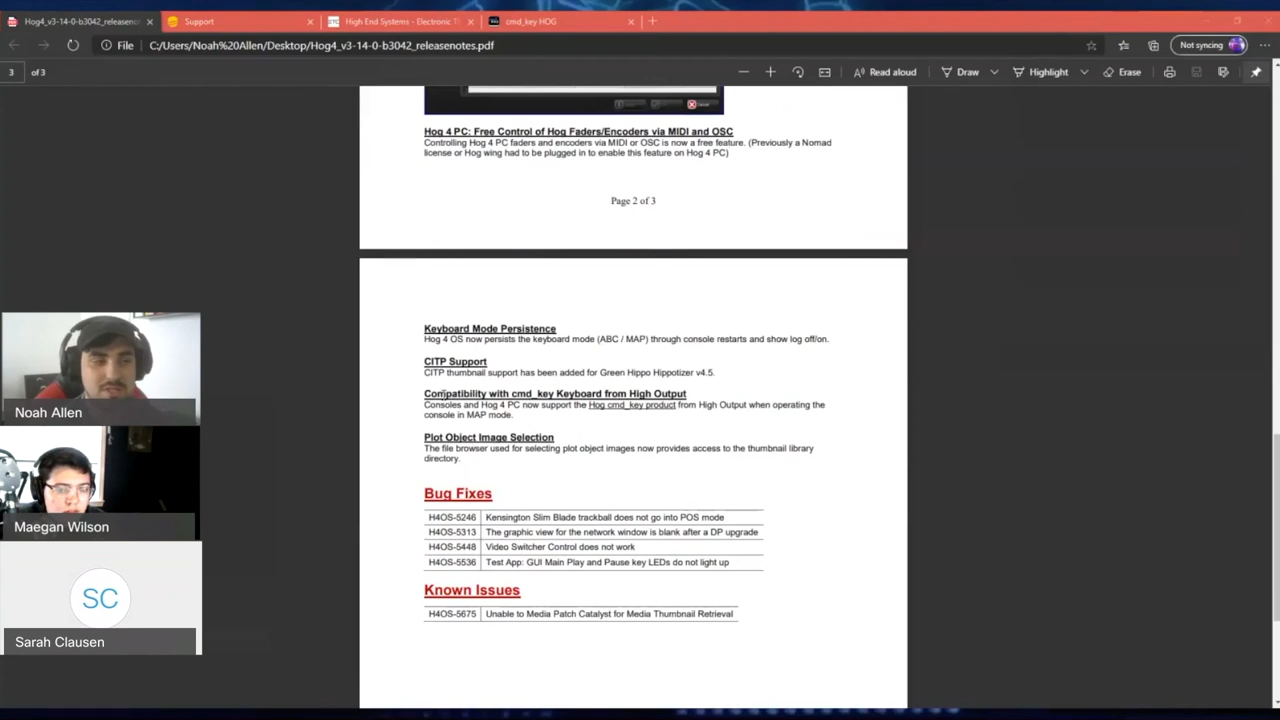 Hog4_v3-14-0-b3042_releasenotes
Support
High End Systems - Electronic Th
cmd_key HOG
File
C:/Users/Noah%20Allen/Desktop/Hog4_v3-14-0-b3042_releasenotes.pdf
Not syncing
3 of 3
Read aloud
Draw
Highlight
Erase
Cancel
Hog 4 PC: Free Control of Hog Faders/Encoders via MIDI and OSC
Controlling Hog 4 PC faders and encoders via MIDI or OSC is now a free feature. (Previously a Nomad
license or Hog wing had to be plugged in to enable this feature on Hog 4 PC)
Page 2 of 3
Keyboard Mode Persistence
Hog 4 OS now persists the keyboard mode (ABC / MAP) through console restarts and show log off/on.
CITP Support
CITP thumbnail support has been added for Green Hippo Hippotizer v4.5.
Compatibility with cmd_key Keyboard from High Output
Consoles and Hog 4 PC now support the Hog cmd_key product from High Output when operating the
console in MAP mode.
Plot Object Image Selection
The file browser used for selecting plot object images now provides access to the thumbnail library
directory.
Bug Fixes
H4OS-5246 Kensington Slim Blade trackball does not go into POS mode
H4OS-5313 The graphic view for the network window is blank after a DP upgrade
H4OS-5448 Video Switcher Control does not work
H4OS-5536 Test App: GUI Main Play and Pause key LEDs do not light up
Known Issues
H4OS-5675 Unable to Media Patch Catalyst for Media Thumbnail Retrieval
Noah Allen
Maegan Wilson
SC
Sarah Clausen